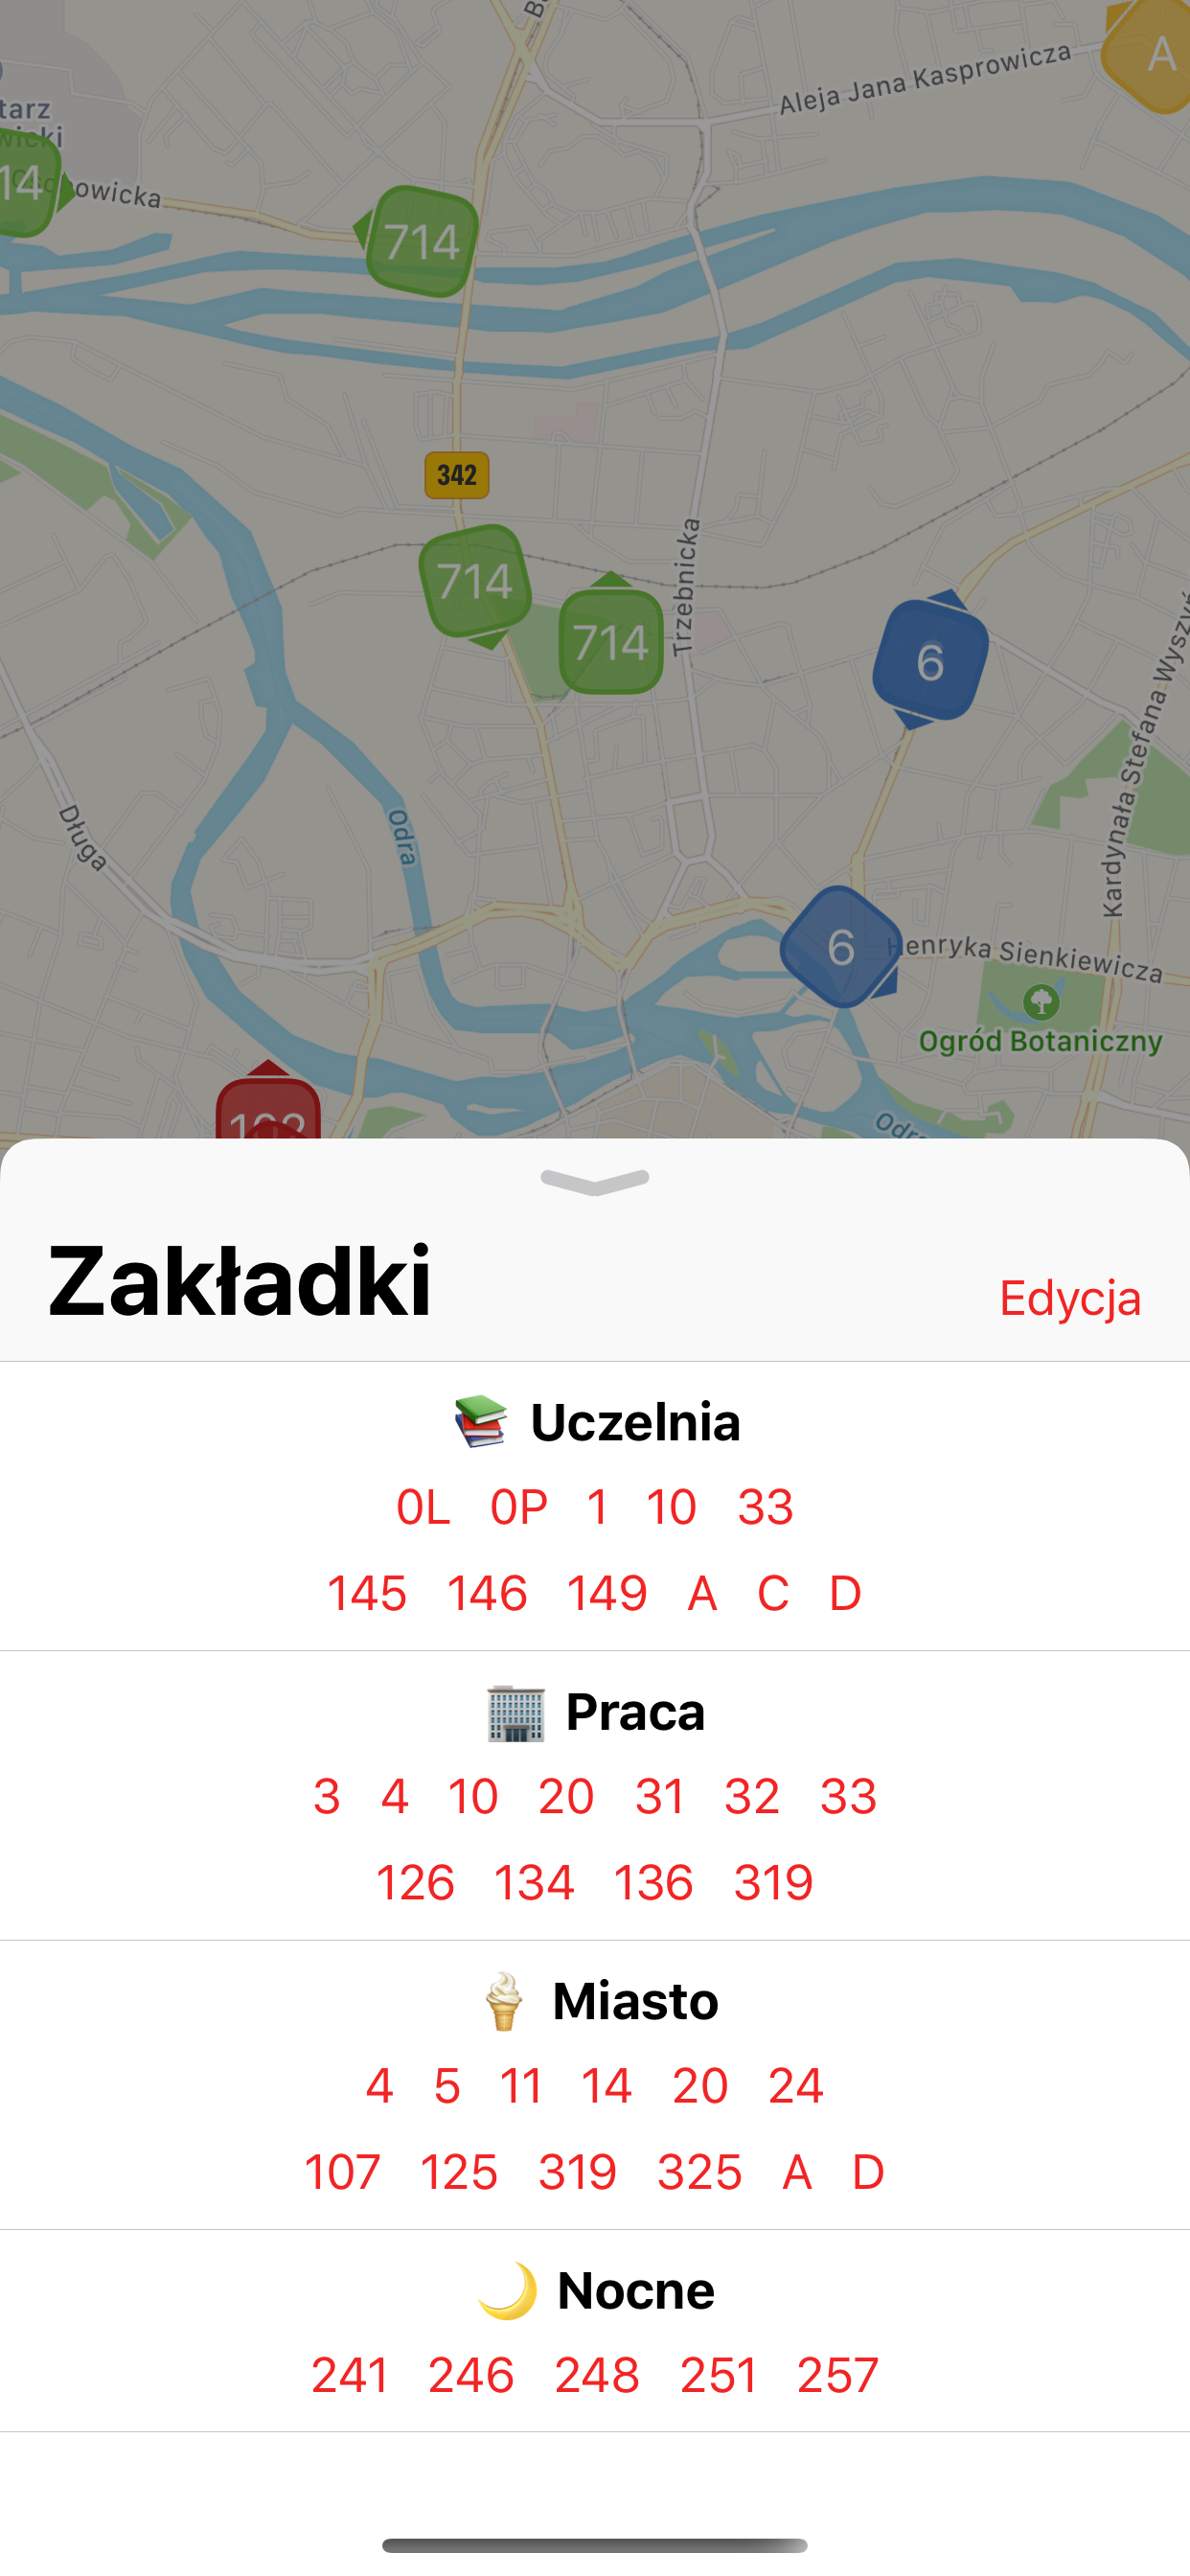 Aleja Jana Kasprowicza
A
tarz
wicki
14
owicka
714
342
714
714
Trzebnicka
6
Kardynała Stefana Wyszyń
Długa
Odra
6
Henryka Sienkiewicza
Ogród Botaniczny
Odra
Zakładki
Edycja
📚 Uczelnia
0L 0P 1 10 33
145 146 149 A C D
🏢 Praca
3 4 10 20 31 32 33
126 134 136 319
🍦 Miasto
4 5 11 14 20 24
107 125 319 325 A D
🌙 Nocne
241 246 248 251 257